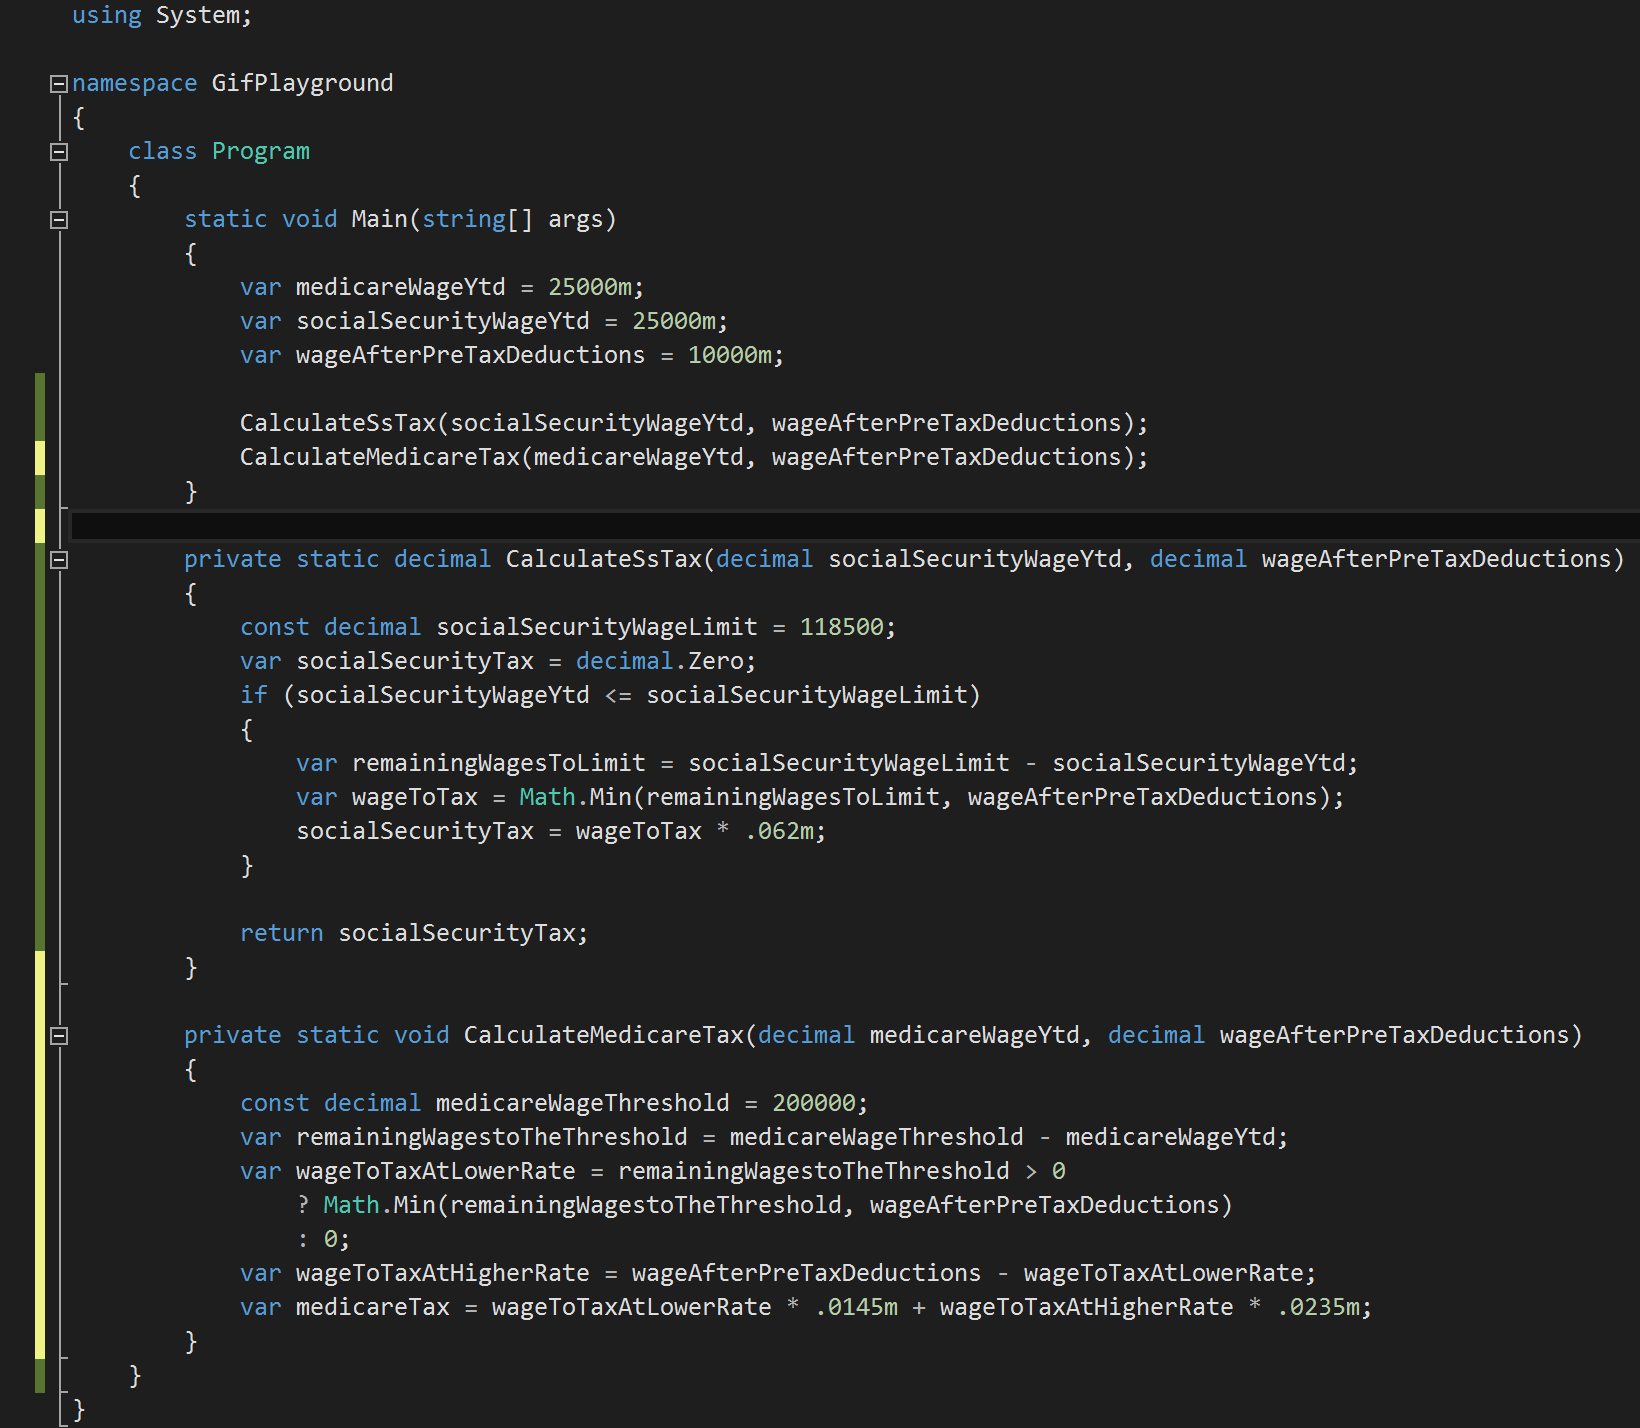 using System;

namespace GifPlayground
{
    class Program
    {
        static void Main(string[] args)
        {
            var medicareWageYtd = 25000m;
            var socialSecurityWageYtd = 25000m;
            var wageAfterPreTaxDeductions = 10000m;

            CalculateSsTax(socialSecurityWageYtd, wageAfterPreTaxDeductions);
            CalculateMedicareTax(medicareWageYtd, wageAfterPreTaxDeductions);
        }

        private static decimal CalculateSsTax(decimal socialSecurityWageYtd, decimal wageAfterPreTaxDeductions)
        {
            const decimal socialSecurityWageLimit = 118500;
            var socialSecurityTax = decimal.Zero;
            if (socialSecurityWageYtd <= socialSecurityWageLimit)
            {
                var remainingWagesToLimit = socialSecurityWageLimit - socialSecurityWageYtd;
                var wageToTax = Math.Min(remainingWagesToLimit, wageAfterPreTaxDeductions);
                socialSecurityTax = wageToTax * .062m;
            }

            return socialSecurityTax;
        }

        private static void CalculateMedicareTax(decimal medicareWageYtd, decimal wageAfterPreTaxDeductions)
        {
            const decimal medicareWageThreshold = 200000;
            var remainingWagestoTheThreshold = medicareWageThreshold - medicareWageYtd;
            var wageToTaxAtLowerRate = remainingWagestoTheThreshold > 0
                ? Math.Min(remainingWagestoTheThreshold, wageAfterPreTaxDeductions)
                : 0;
            var wageToTaxAtHigherRate = wageAfterPreTaxDeductions - wageToTaxAtLowerRate;
            var medicareTax = wageToTaxAtLowerRate * .0145m + wageToTaxAtHigherRate * .0235m;
        }
    }
}